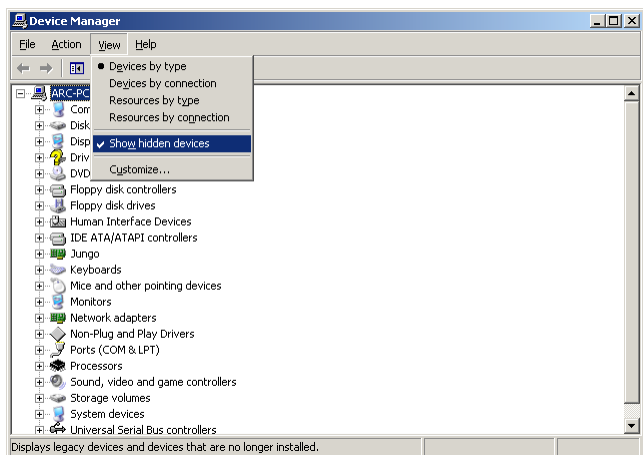 Device Manager
File Action View Help
Devices by type
Devices by connection
Resources by type
Resources by connection
Show hidden devices
Customize...
ARC-PC
Com
Disk
Disp
Driv
DVD
Floppy disk controllers
Floppy disk drives
Human Interface Devices
IDE ATA/ATAPI controllers
Jungo
Keyboards
Mice and other pointing devices
Monitors
Network adapters
Non-Plug and Play Drivers
Ports (COM & LPT)
Processors
Sound, video and game controllers
Storage volumes
System devices
Universal Serial Bus controllers
Displays legacy devices and devices that are no longer installed.